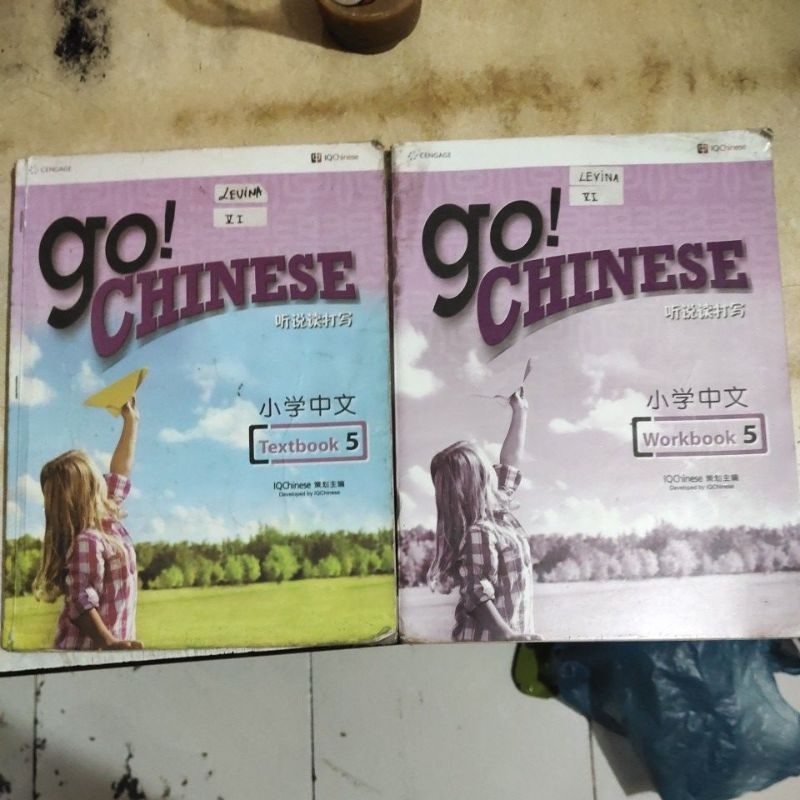 CENGAGE
IQChinese
LEVINA
VI
go!
CHINESE
听说读打写
小学中文
Textbook 5
IQChinese 策划主编
Developed by IQChinese
CENGAGE
IQChinese
LEVINA
VI
go!
CHINESE
听说读打写
小学中文
Workbook 5
IQChinese 策划主编
Developed by IQChinese